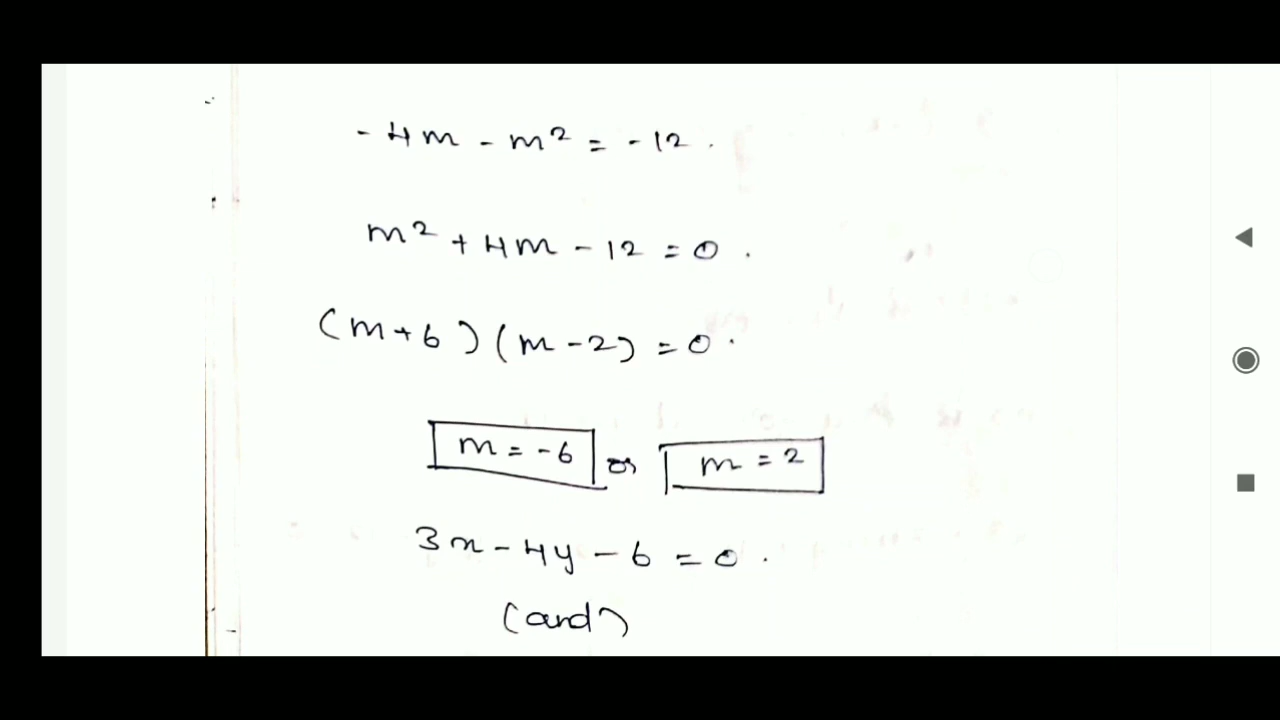 - 4m - m² = -12.
m² + 4m - 12 = 0.
(m+6)(m-2) = 0.
m = -6 or m = 2
3x - 4y - 6 = 0.
(and)